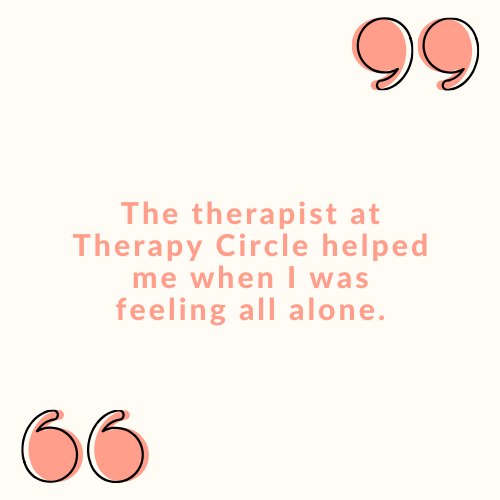 The therapist at
Therapy Circle helped
me when I was
feeling all alone.